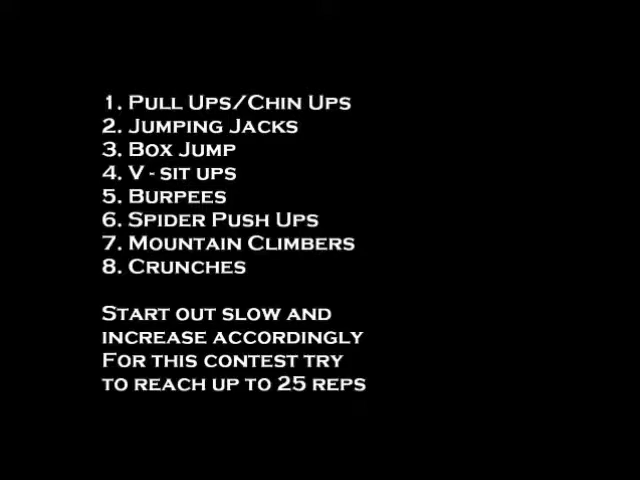 1. Pull Ups/Chin Ups
2. Jumping Jacks
3. Box Jump
4. V - sit ups
5. Burpees
6. Spider Push Ups
7. Mountain Climbers
8. Crunches
Start out slow and
increase accordingly
For this contest try
to reach up to 25 reps